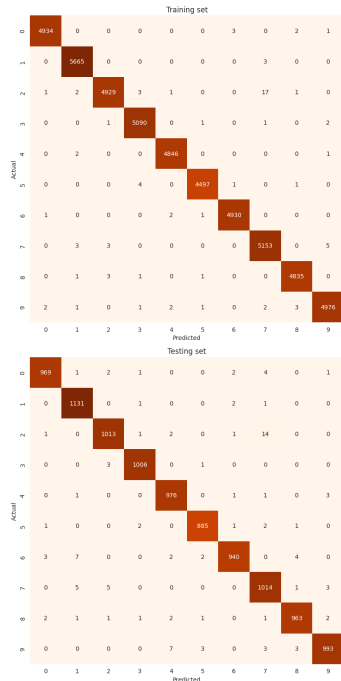 Training set
0 4934 0 0 0 0 0 3 0 2 1
1 0 5665 0 0 0 0 0 3 0 0
2 1 2 4929 3 1 0 0 17 1 0
3 0 0 1 5090 0 1 0 1 0 2
4 0 2 0 0 4846 0 0 0 0 1
5 0 0 0 4 0 4497 1 0 1 0
6 1 0 0 0 2 1 4930 0 0 0
7 0 3 3 0 0 0 0 5153 0 5
8 0 1 3 1 0 1 0 0 4835 0
9 2 1 0 1 2 1 0 2 3 4976
Actual
0 1 2 3 4 5 6 7 8 9
Predicted
Testing set
0 969 1 2 1 0 0 2 4 0 1
1 0 1131 0 1 0 0 2 1 0 0
2 1 0 1013 1 2 0 1 14 0 0
3 0 0 3 1006 0 1 0 0 0 0
4 0 1 0 0 976 0 1 1 0 3
5 1 0 0 2 0 885 1 2 1 0
6 3 7 0 0 2 2 940 0 4 0
7 0 5 5 0 0 0 0 1014 1 3
8 2 1 1 1 2 1 0 1 963 2
9 0 0 0 0 7 3 0 3 3 993
Actual
0 1 2 3 4 5 6 7 8 9
Predicted